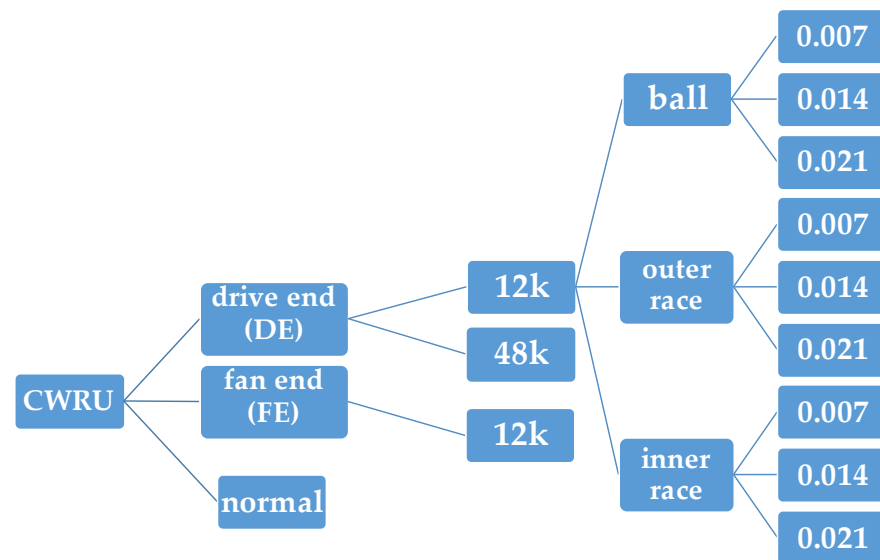 CWRU
drive end
(DE)
fan end
(FE)
normal
12k
48k
12k
ball
outer
race
inner
race
0.007
0.014
0.021
0.007
0.014
0.021
0.007
0.014
0.021